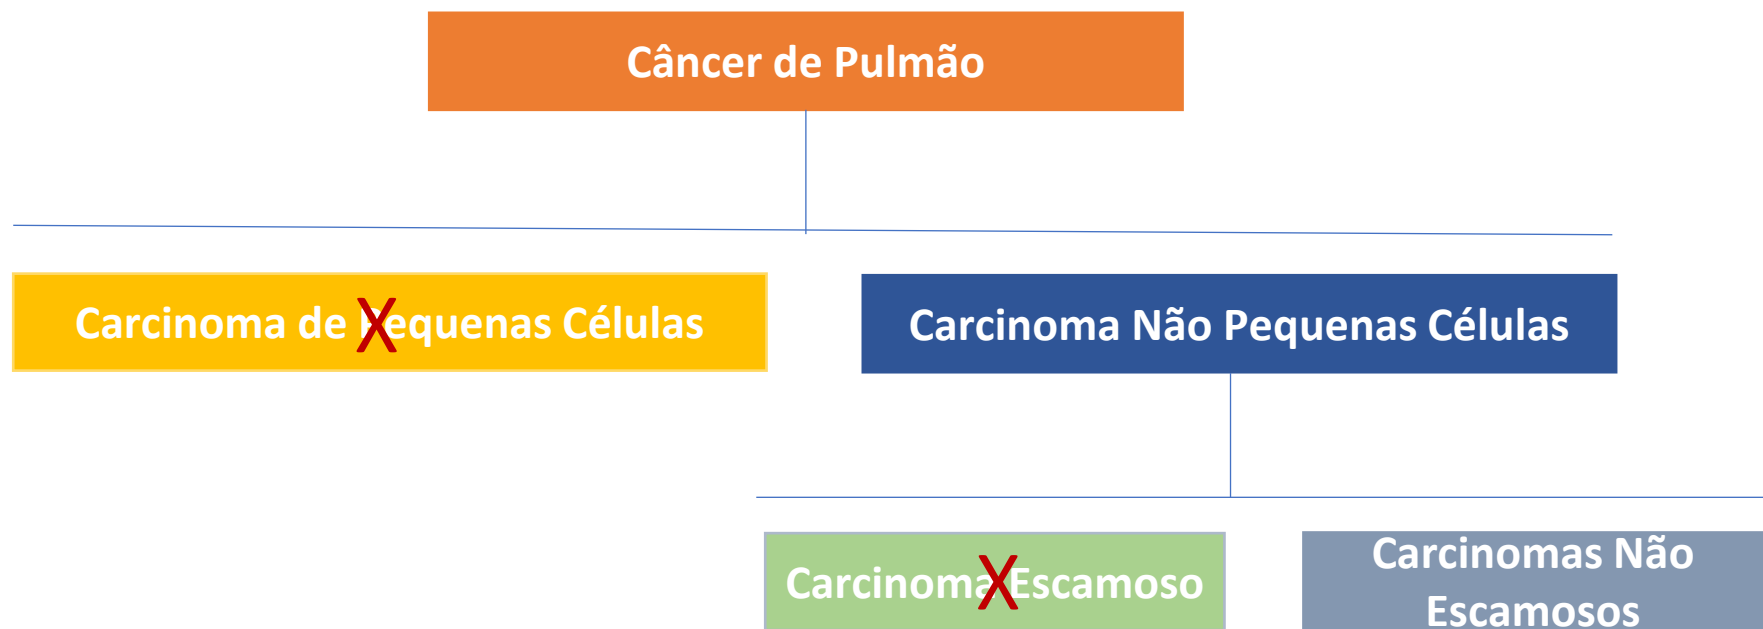 Câncer de Pulmão
Carcinoma de Pequenas Células
X
Carcinoma Não Pequenas Células
Carcinoma Escamoso
X
Carcinomas Não
Escamosos